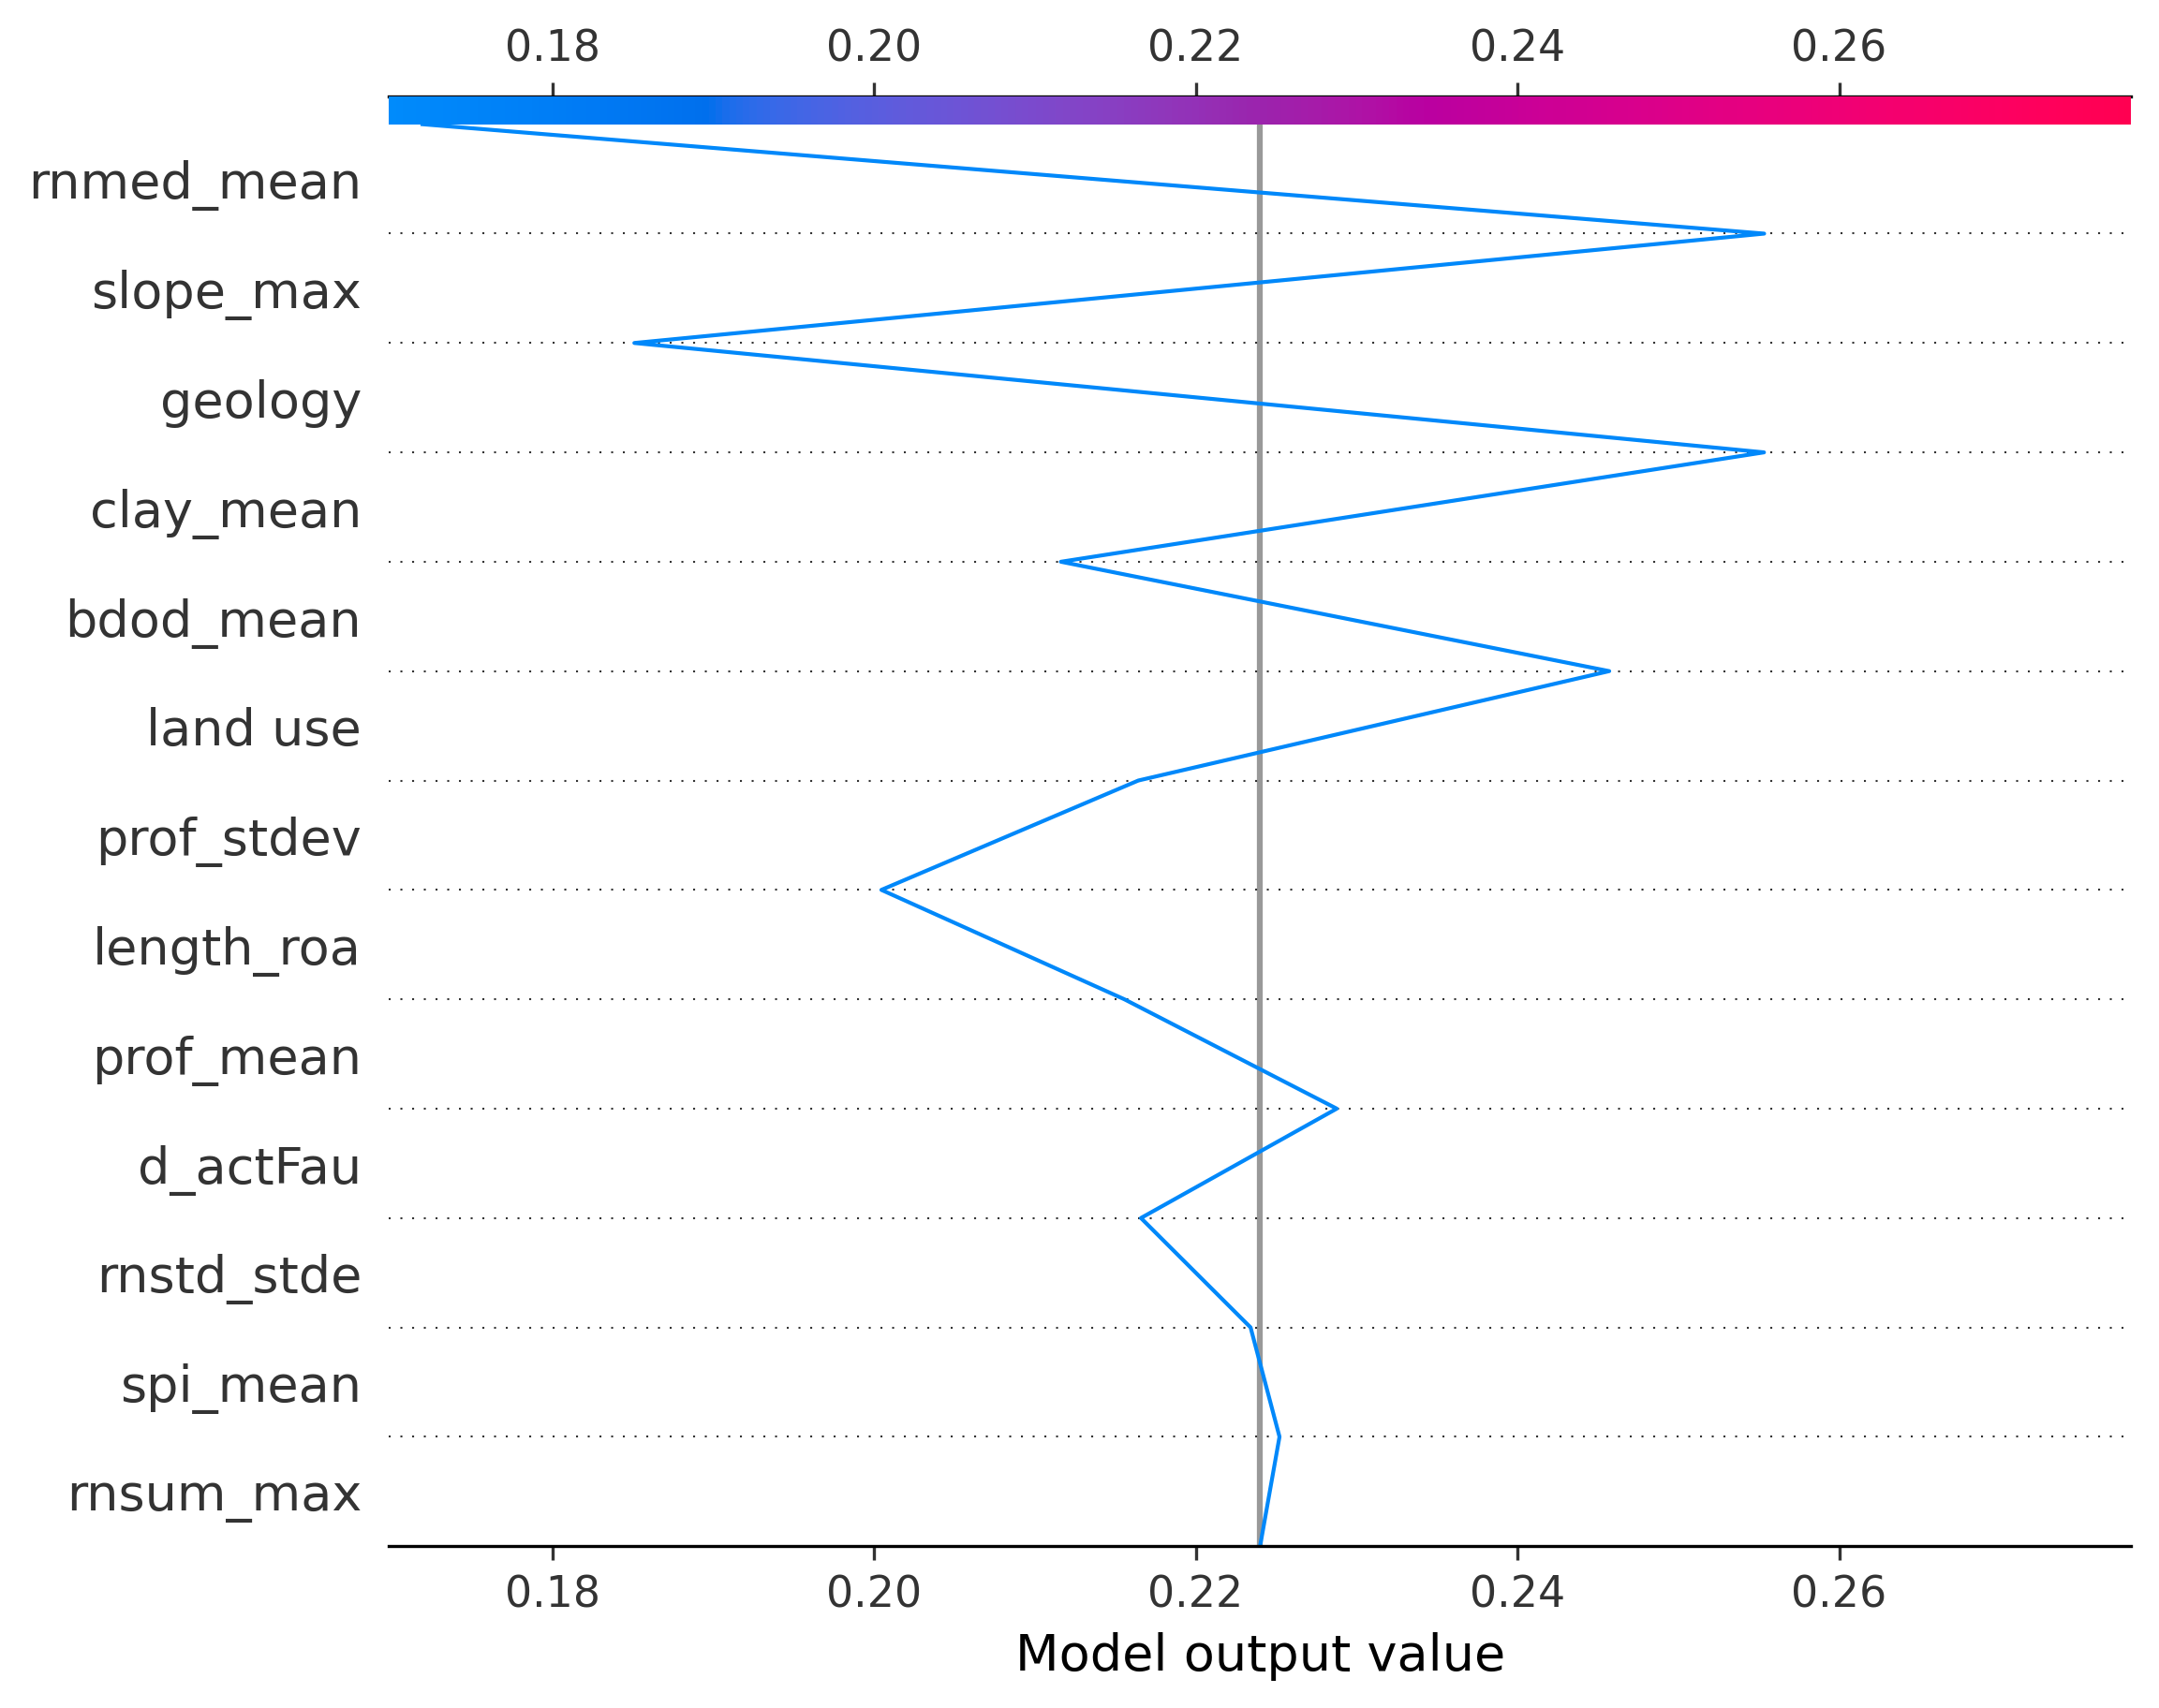 0.18 0.20 0.22 0.24 0.26
rnmed_mean
slope_max
geology
clay_mean
bdod_mean
land use
prof_stdev
length_roa
prof_mean
d_actFau
rnstd_stde
spi_mean
rnsum_max
0.18 0.20 0.22 0.24 0.26
Model output value